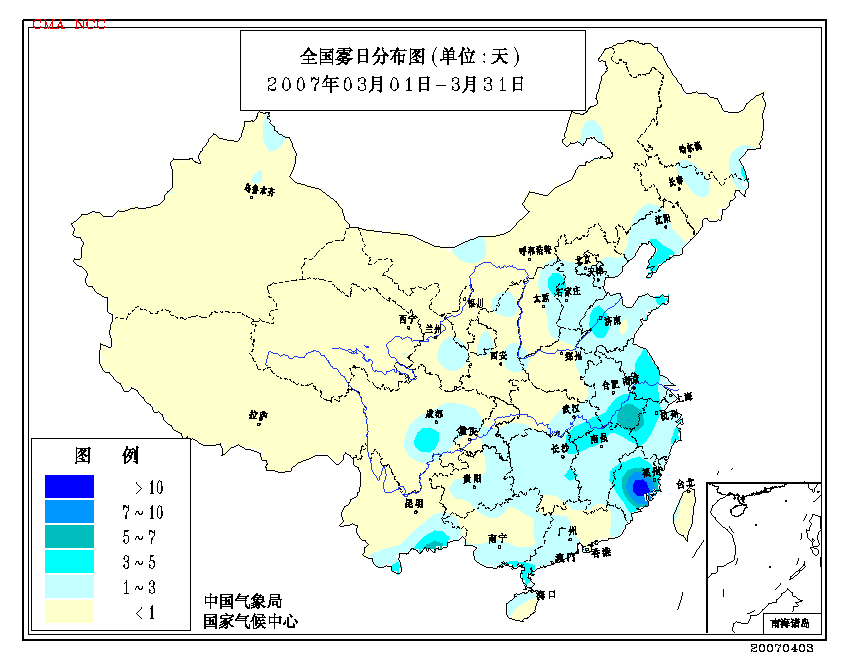 CMA NCC
全国雾日分布图(单位:天)
2007年03月01日-3月31日
哈尔滨
长春
乌鲁木齐
沈阳
呼和浩特
北京
天津
石家庄
太原
银川
西宁
兰州
济南
西安
郑州
合肥
南京
上海
拉萨
成都
武汉
杭州
重庆
南昌
长沙
贵阳
福州
台北
昆明
南宁
广州
澳门
香港
海口
图 例
>10
7~10
5~7
3~5
1~3
<1
中国气象局
国家气候中心
南海诸岛
20070403